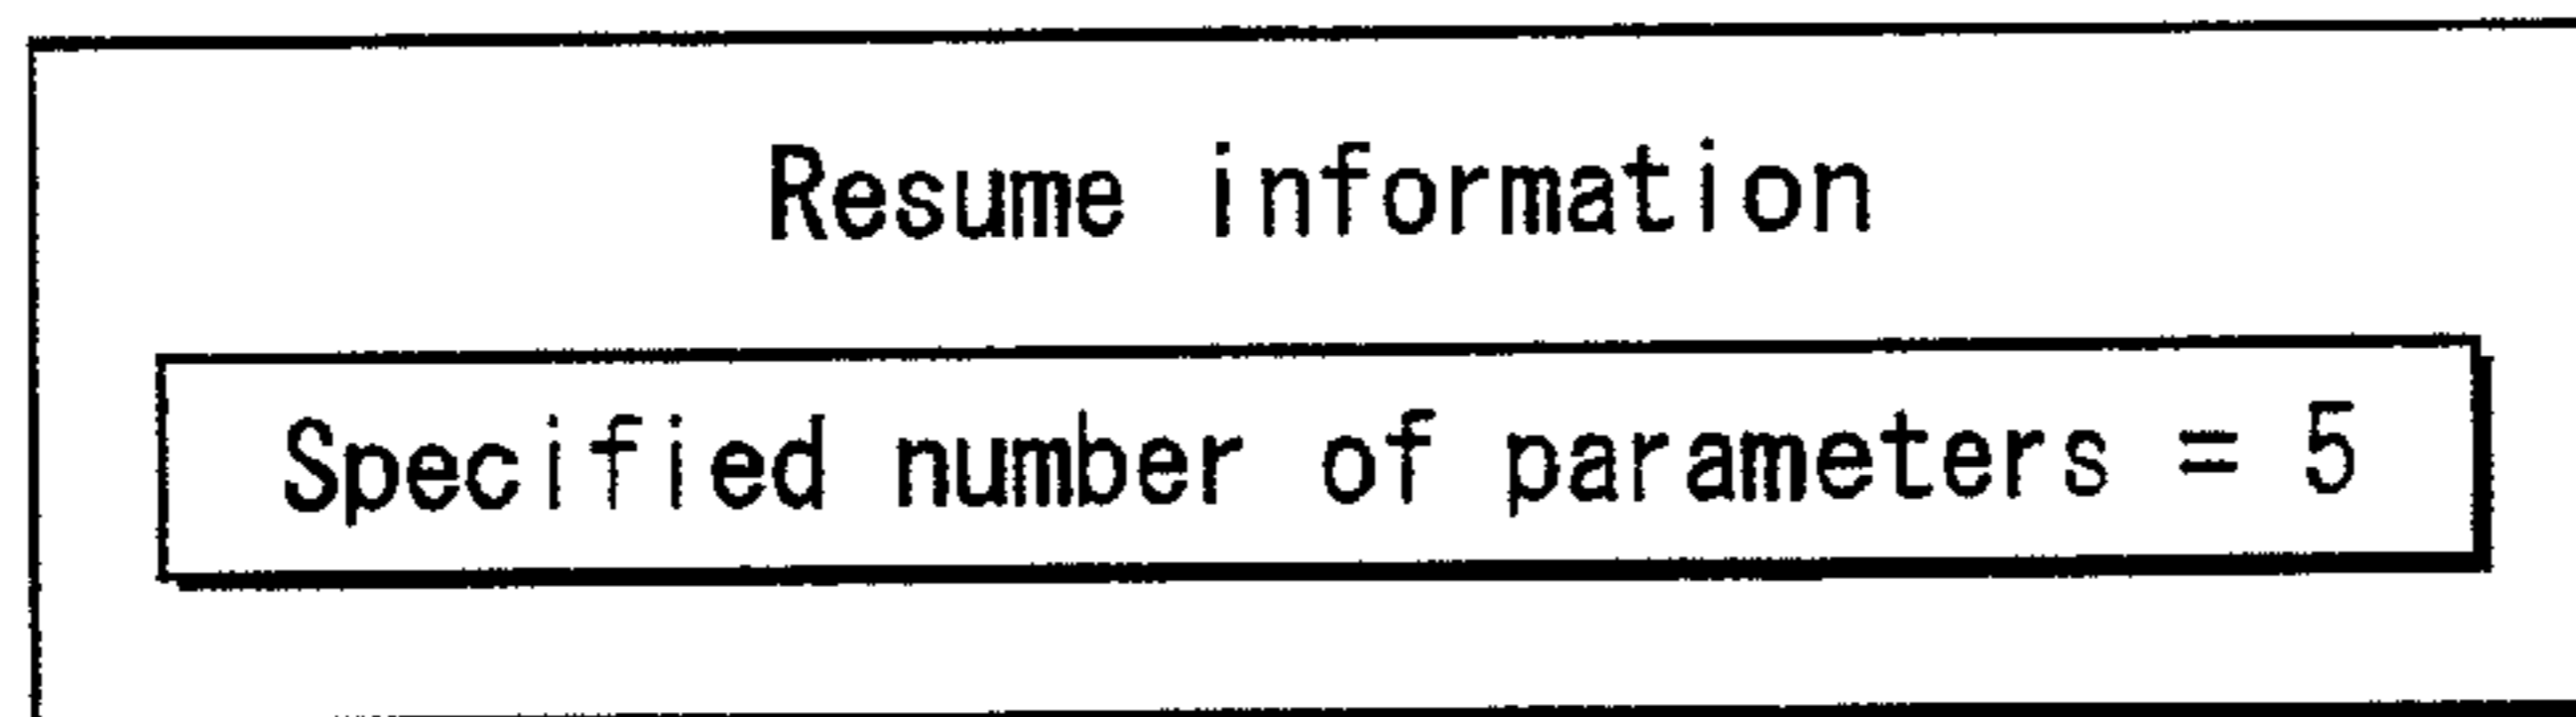 Resume information
Specified number of parameters = 5